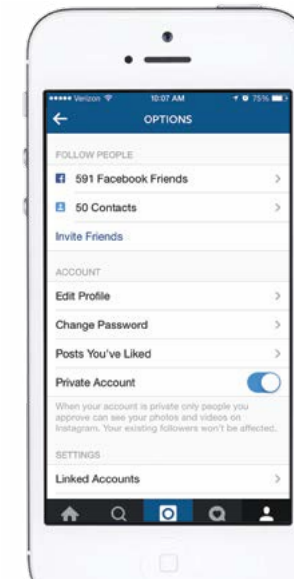 Verizon 10:07 AM 75%
OPTIONS
FOLLOW PEOPLE
591 Facebook Friends
50 Contacts
Invite Friends
ACCOUNT
Edit Profile
Change Password
Posts You've Liked
Private Account
When your account is private only people you
approve can see your photos and videos on
Instagram. Your existing followers won't be affected.
SETTINGS
Linked Accounts